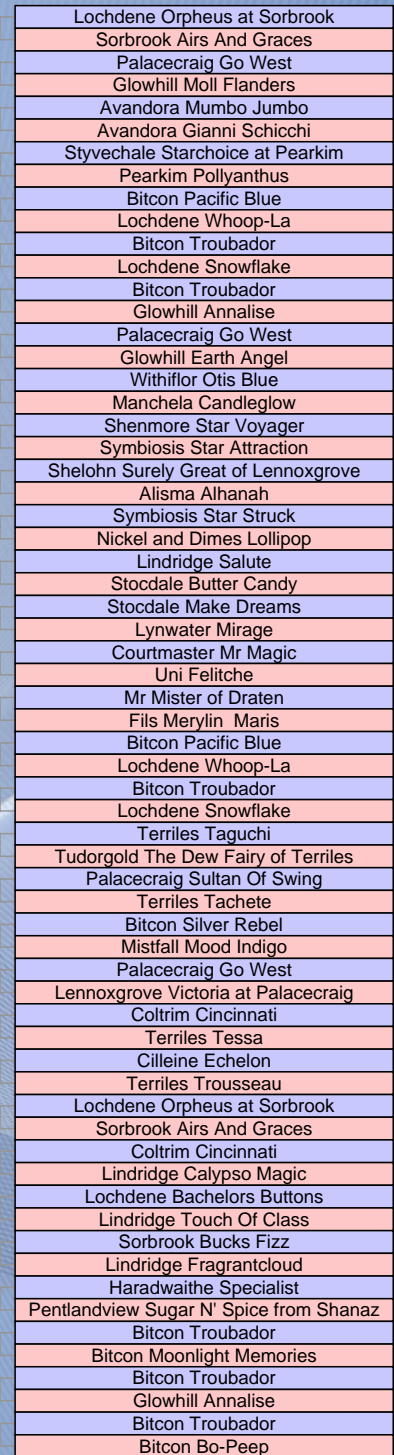 Lochdene Orpheus at Sorbrook
Sorbrook Airs And Graces
Palacecraig Go West
Glowhill Moll Flanders
Avandora Mumbo Jumbo
Avandora Gianni Schicchi
Styvechale Starchoice at Pearkim
Pearkim Pollyanthus
Bitcon Pacific Blue
Lochdene Whoop-La
Bitcon Troubador
Lochdene Snowflake
Bitcon Troubador
Glowhill Annalise
Palacecraig Go West
Glowhill Earth Angel
Withiflor Otis Blue
Manchela Candleglow
Shenmore Star Voyager
Symbiosis Star Attraction
Shelohn Surely Great of Lennoxgrove
Alisma Alhanah
Symbiosis Star Struck
Nickel and Dimes Lollipop
Lindridge Salute
Stocdale Butter Candy
Stocdale Make Dreams
Lynwater Mirage
Courtmaster Mr Magic
Uni Felitche
Mr Mister of Draten
Fils Merylin  Maris
Bitcon Pacific Blue
Lochdene Whoop-La
Bitcon Troubador
Lochdene Snowflake
Terriles Taguchi
Tudorgold The Dew Fairy of Terriles
Palacecraig Sultan Of Swing
Terriles Tachete
Bitcon Silver Rebel
Mistfall Mood Indigo
Palacecraig Go West
Lennoxgrove Victoria at Palacecraig
Coltrim Cincinnati
Terriles Tessa
Cilleine Echelon
Terriles Trousseau
Lochdene Orpheus at Sorbrook
Sorbrook Airs And Graces
Coltrim Cincinnati
Lindridge Calypso Magic
Lochdene Bachelors Buttons
Lindridge Touch Of Class
Sorbrook Bucks Fizz
Lindridge Fragrantcloud
Haradwaithe Specialist
Pentlandview Sugar N' Spice from Shanaz
Bitcon Troubador
Bitcon Moonlight Memories
Bitcon Troubador
Glowhill Annalise
Bitcon Troubador
Bitcon Bo-Peep